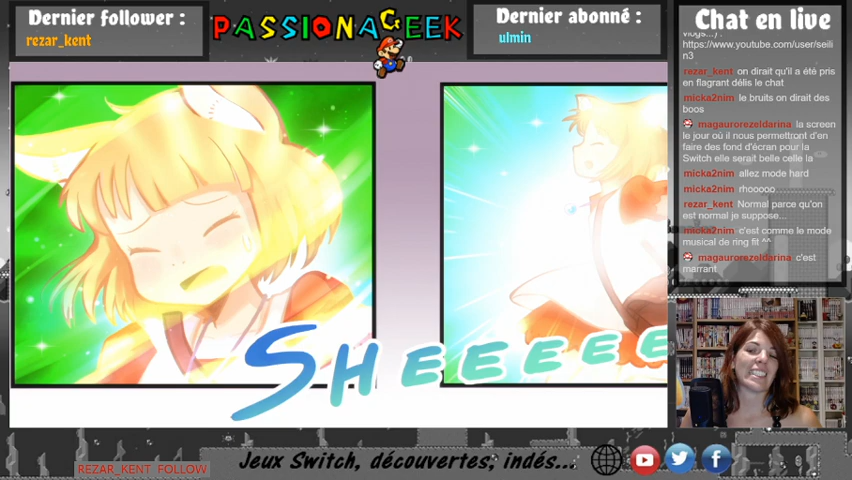 Dernier follower :
rezar_kent
PASSIONAGEEK
Dernier abonné :
ulmin
Chat en live
vlogs...) :
https://www.youtube.com/user/seili
n3
rezar_kent on dirait qu'il a été pris
en flagrant délis le chat
micka2nim le bruits on dirait des
boos
magaurorezeldarina la screen
le jour où il nous permettront d'en
faire des fond d'écran pour la
Switch elle serait belle celle la
micka2nim allez mode hard
micka2nim rhooooo
rezar_kent Normal parce qu'on
est normal je suppose...
micka2nim c'est comme le mode
musical de ring fit ^^
magaurorezeldarina c'est
marrant
SHEEEEEE
REZAR_KENT FOLLOW
Jeux Switch, découvertes, indés...